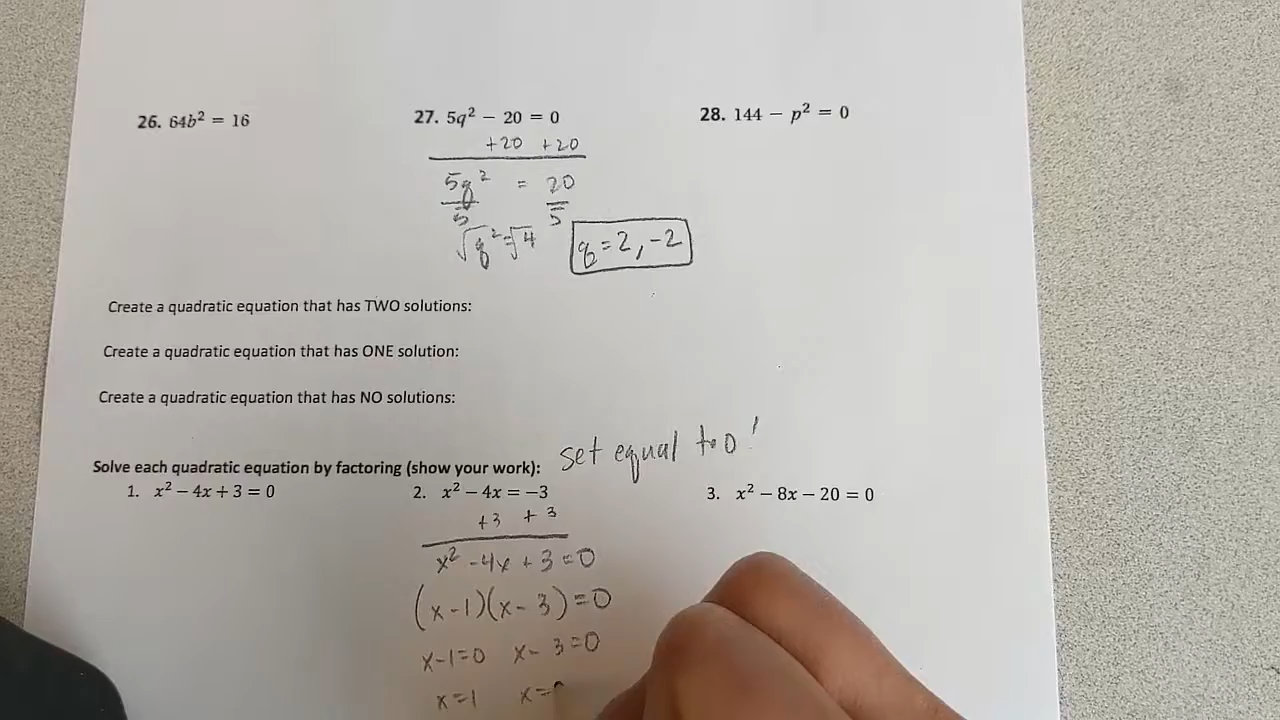 26. 64b² = 16
27. 5q² − 20 = 0
28. 144 − p² = 0
+20 +20
5q² = 20
5 5
√q² = √4
q = 2, -2
Create a quadratic equation that has TWO solutions:
Create a quadratic equation that has ONE solution:
Create a quadratic equation that has NO solutions:
set equal to 0!
Solve each quadratic equation by factoring (show your work):
1. x² − 4x + 3 = 0
2. x² − 4x = −3
3. x² − 8x − 20 = 0
+3 +3
x² - 4x + 3 = 0
(x - 1)(x - 3) = 0
x - 1 = 0 x - 3 = 0
x = 1 x =